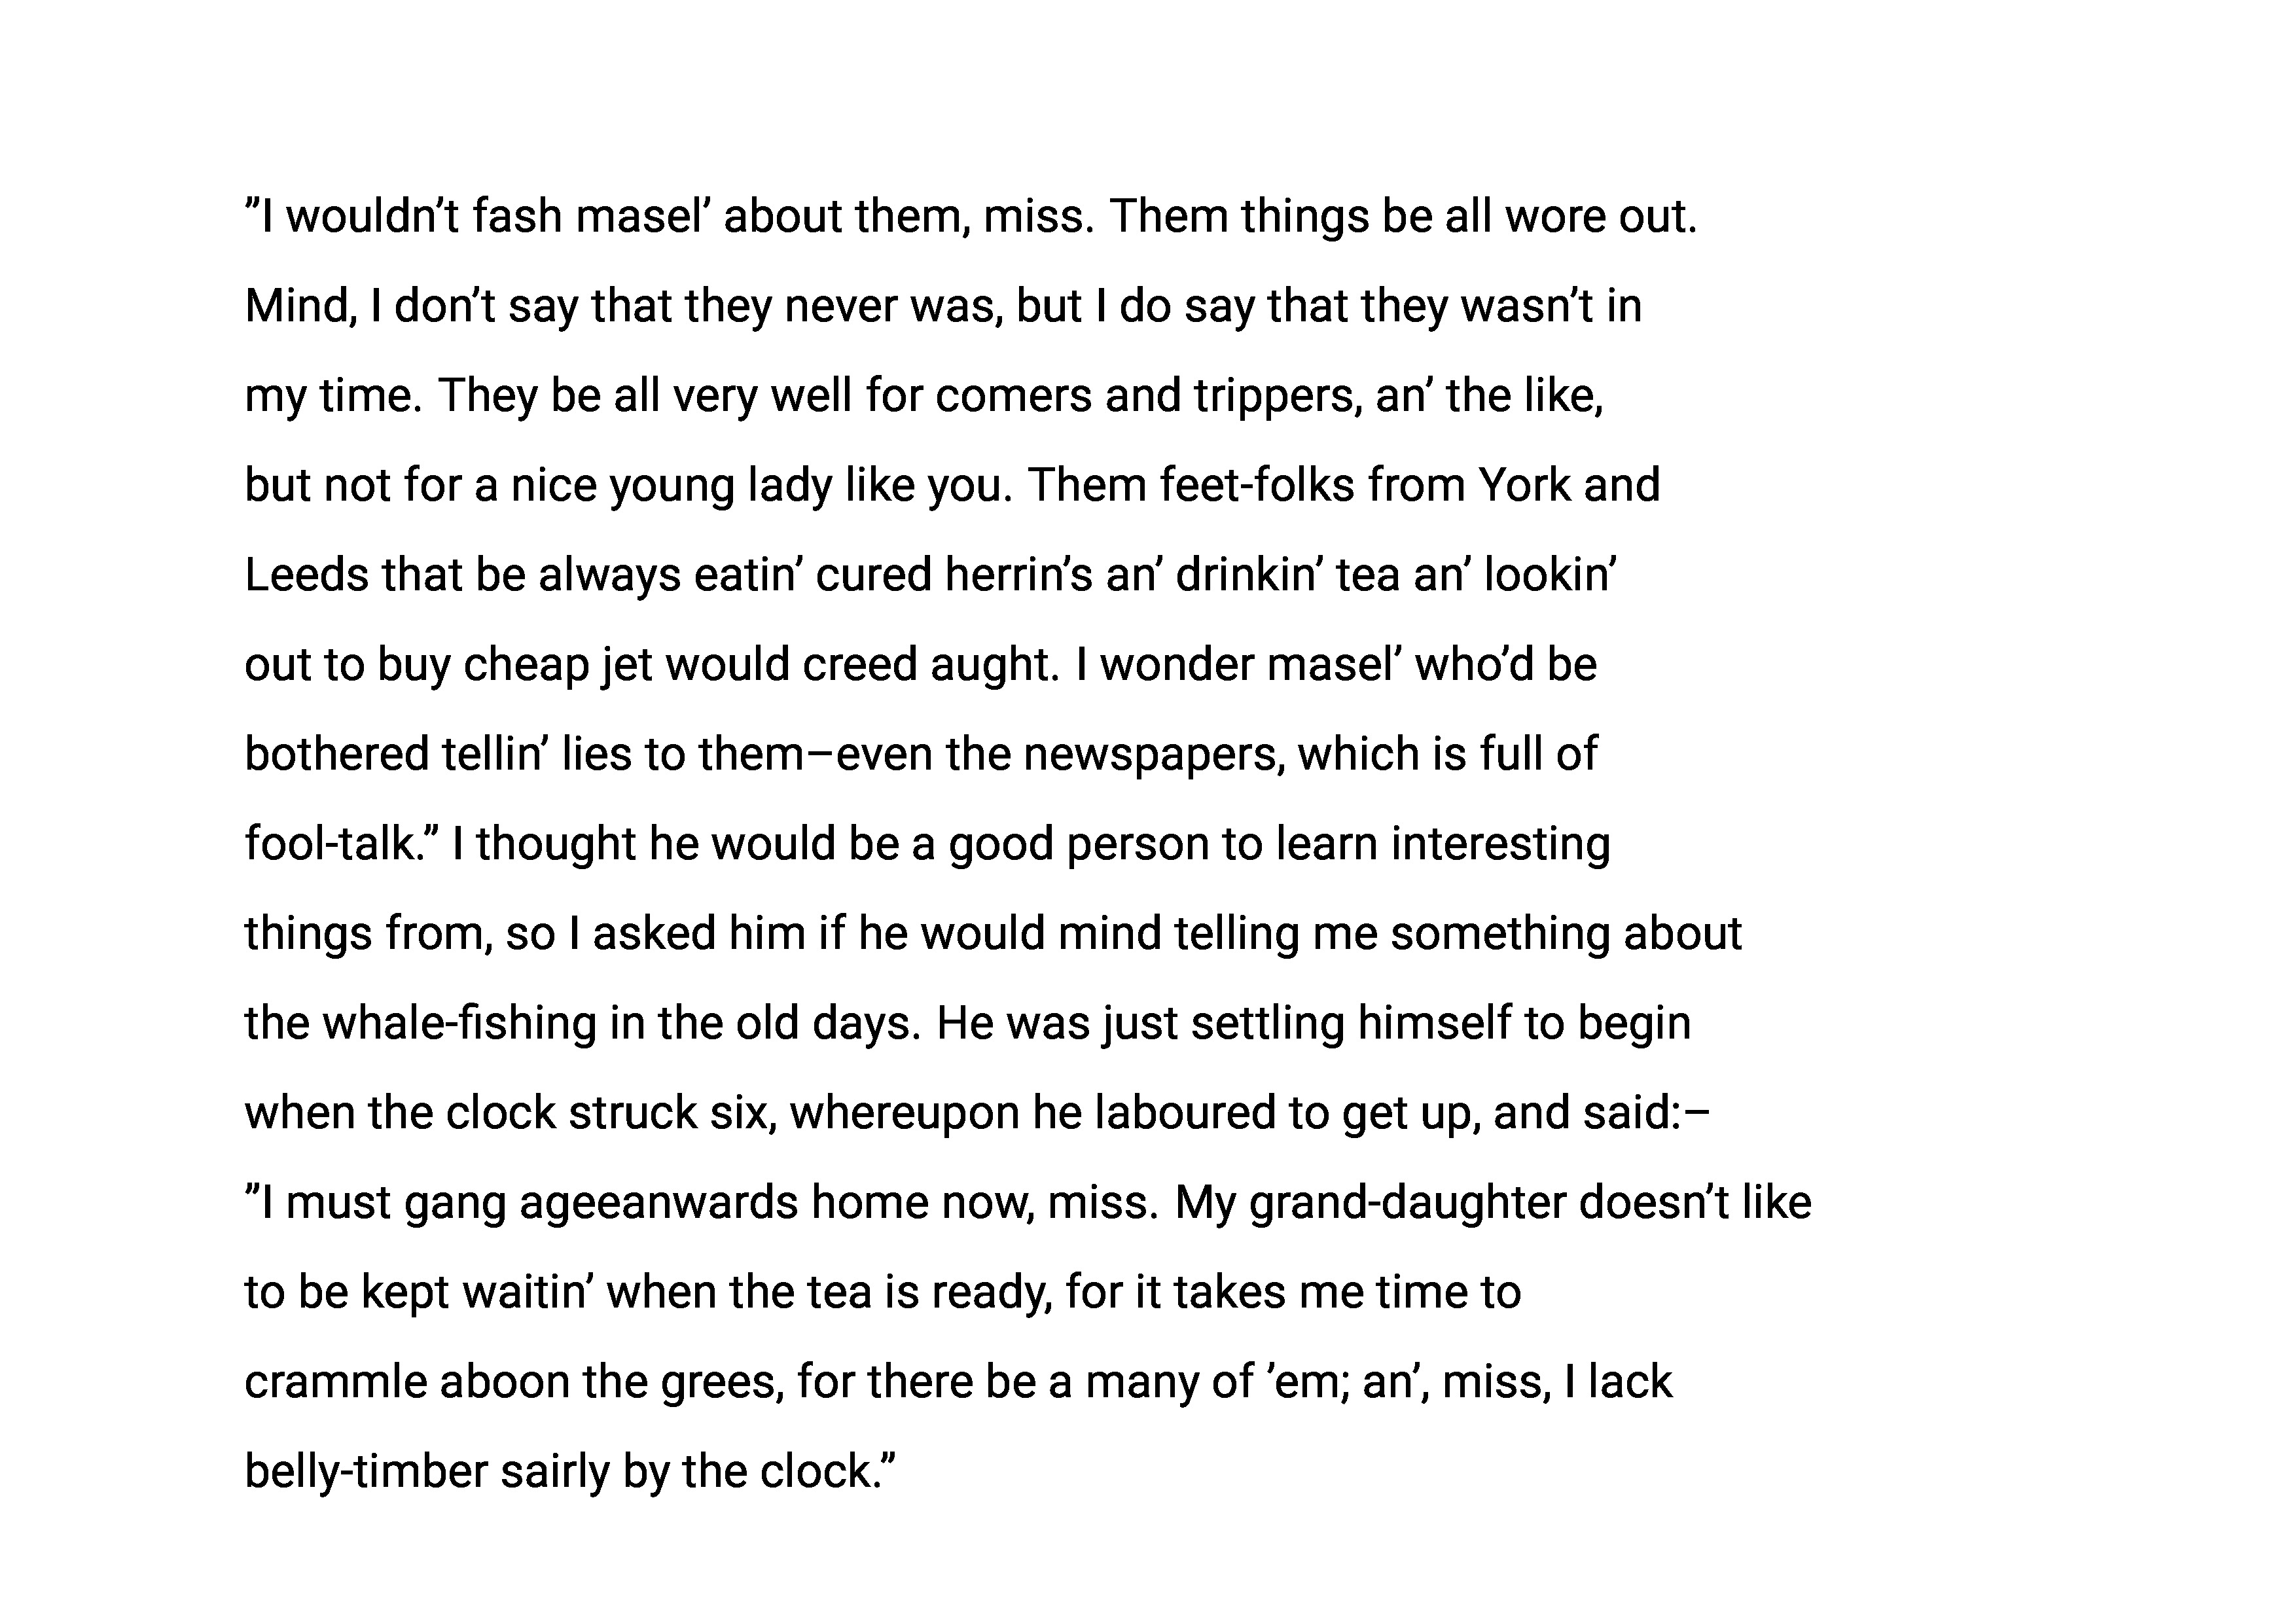 ”I wouldn’t fash masel’ about them, miss. Them things be all wore out.
Mind, I don’t say that they never was, but I do say that they wasn’t in
my time. They be all very well for comers and trippers, an’ the like,
but not for a nice young lady like you. Them feet-folks from York and
Leeds that be always eatin’ cured herrin’s an’ drinkin’ tea an’ lookin’
out to buy cheap jet would creed aught. I wonder masel’ who’d be
bothered tellin’ lies to them–even the newspapers, which is full of
fool-talk.” I thought he would be a good person to learn interesting
things from, so I asked him if he would mind telling me something about
the whale-fishing in the old days. He was just settling himself to begin
when the clock struck six, whereupon he laboured to get up, and said:–
”I must gang ageeanwards home now, miss. My grand-daughter doesn’t like
to be kept waitin’ when the tea is ready, for it takes me time to
crammle aboon the grees, for there be a many of ’em; an’, miss, I lack
belly-timber sairly by the clock.”